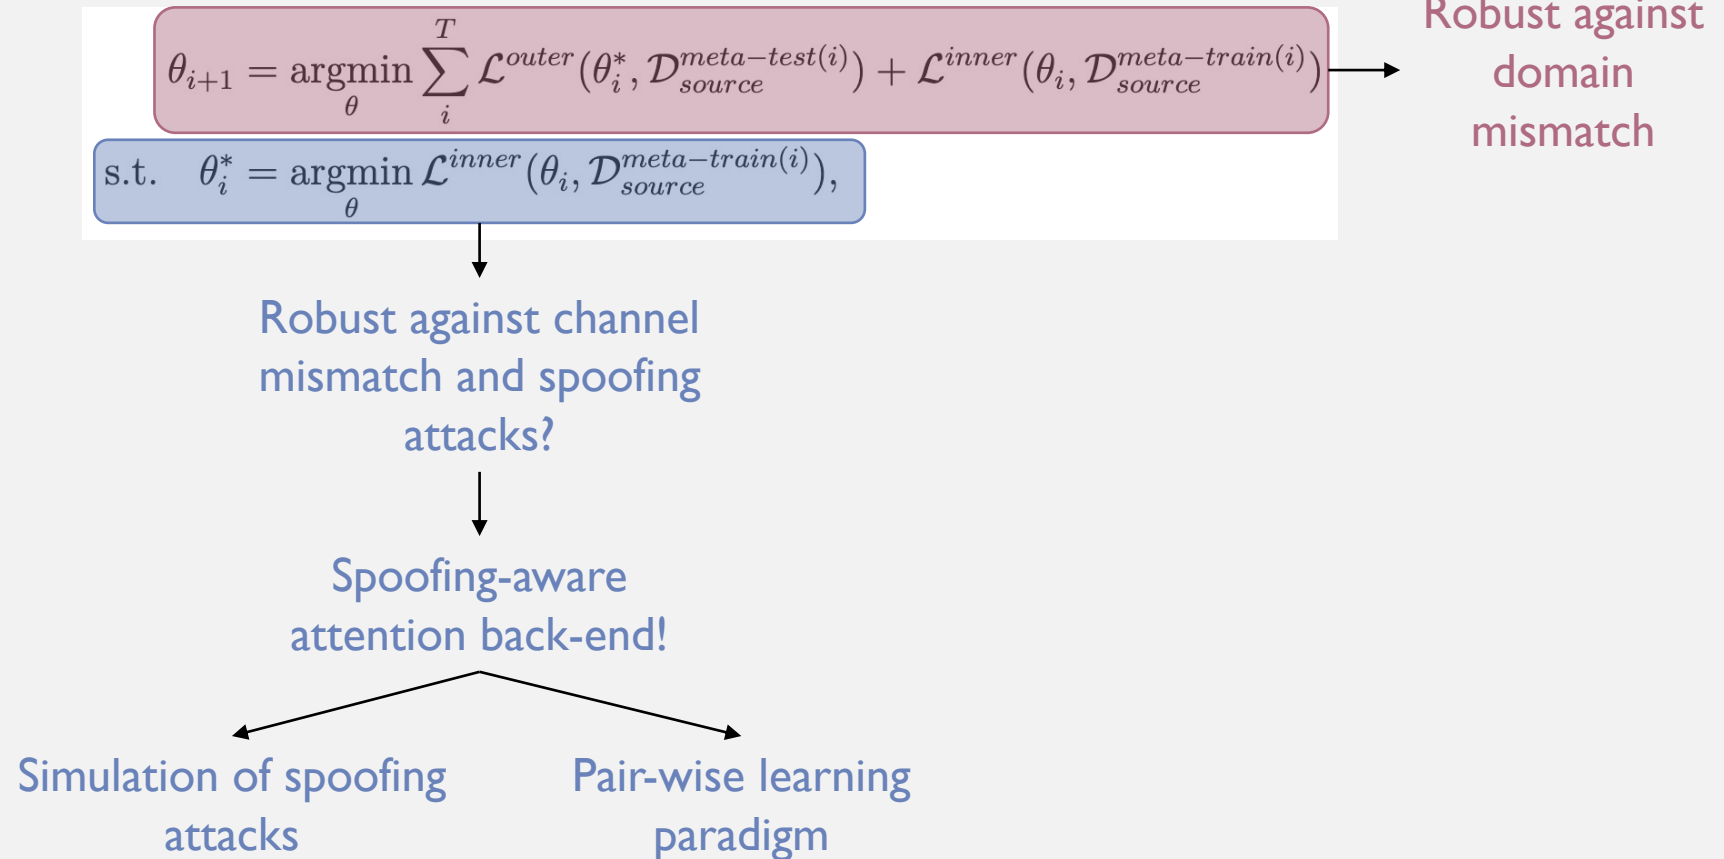 θ_{i+1} = argmin_θ ∑_i^T ℒ^{outer}(θ_i^*, 𝒟_{source}^{meta−test(i)}) + ℒ^{inner}(θ_i, 𝒟_{source}^{meta−train(i)})
s.t. θ_i^* = argmin_θ ℒ^{inner}(θ_i, 𝒟_{source}^{meta−train(i)}),
Robust against
domain
mismatch
Robust against channel
mismatch and spoofing
attacks?
Spoofing-aware
attention back-end!
Simulation of spoofing
attacks
Pair-wise learning
paradigm